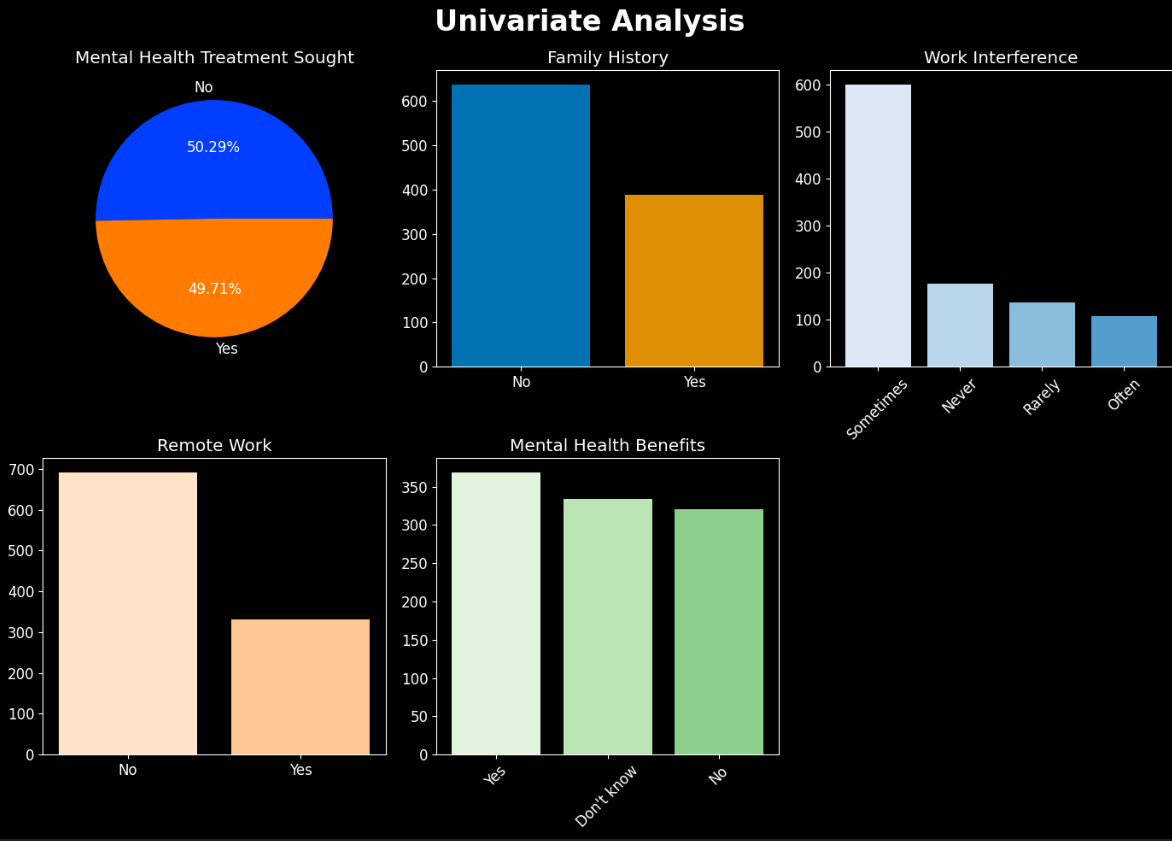 Univariate Analysis
Mental Health Treatment Sought
No
50.29%
49.71%
Yes
Family History
600
500
400
300
200
100
0
No Yes
Work Interference
600
500
400
300
200
100
0
Sometimes Never Rarely Often
Remote Work
700
600
500
400
300
200
100
0
No Yes
Mental Health Benefits
350
300
250
200
150
100
50
0
Yes Don't know No